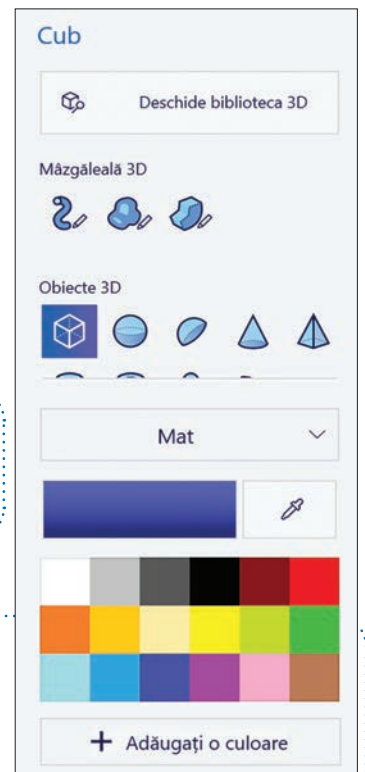 Cub
Deschide biblioteca 3D
Mâzgăleală 3D
Obiecte 3D
Mat
Adăugați o culoare